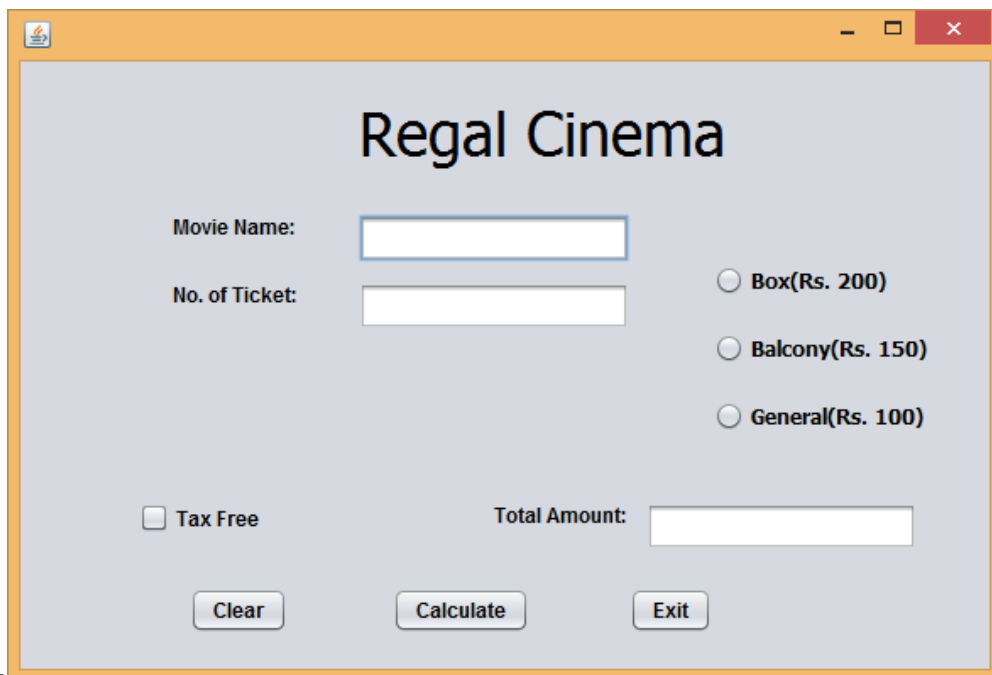 Regal Cinema
Movie Name:
No. of Ticket:
Box(Rs. 200)
Balcony(Rs. 150)
General(Rs. 100)
Tax Free
Total Amount:
Clear
Calculate
Exit